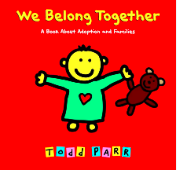 We Belong Together
A Book About Adoption and Families
Todd PARR